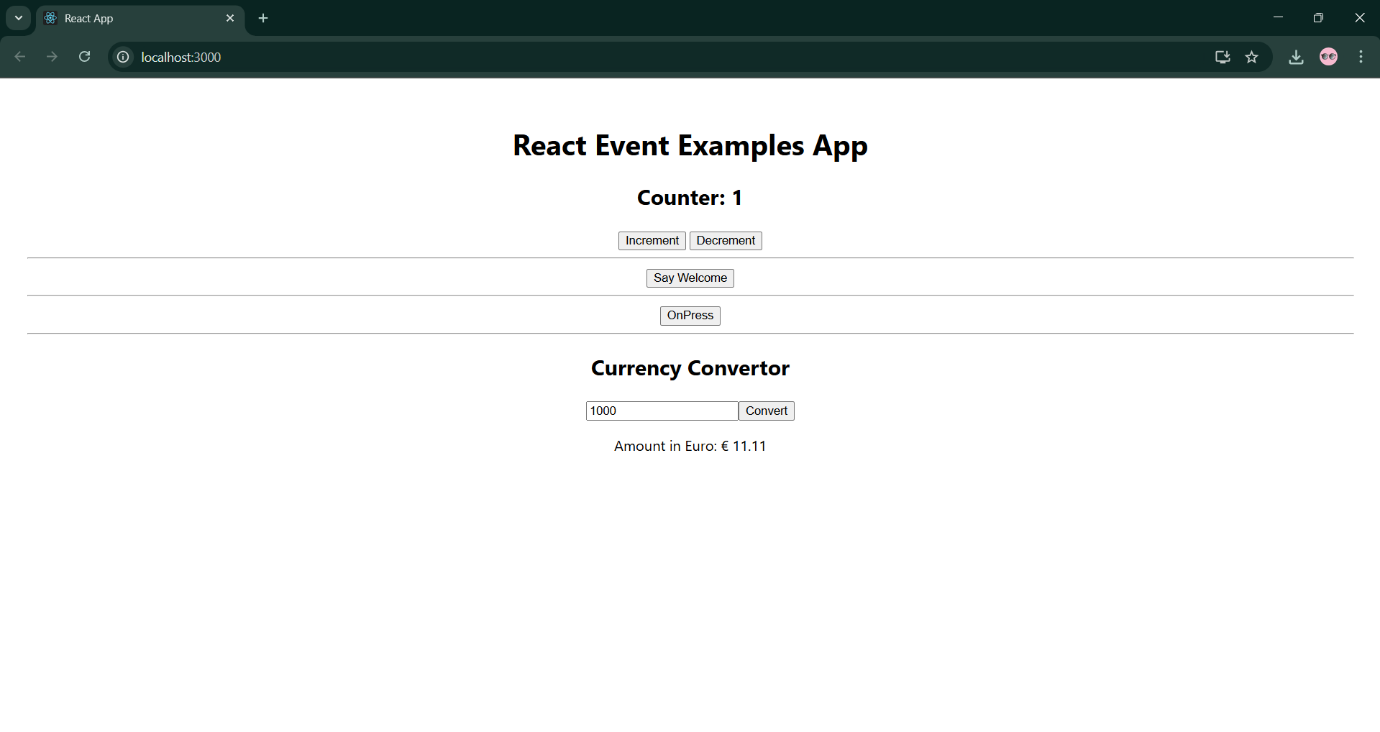 React App
localhost:3000
React Event Examples App
Counter: 1
Increment Decrement
Say Welcome
OnPress
Currency Convertor
1000 Convert
Amount in Euro: € 11.11